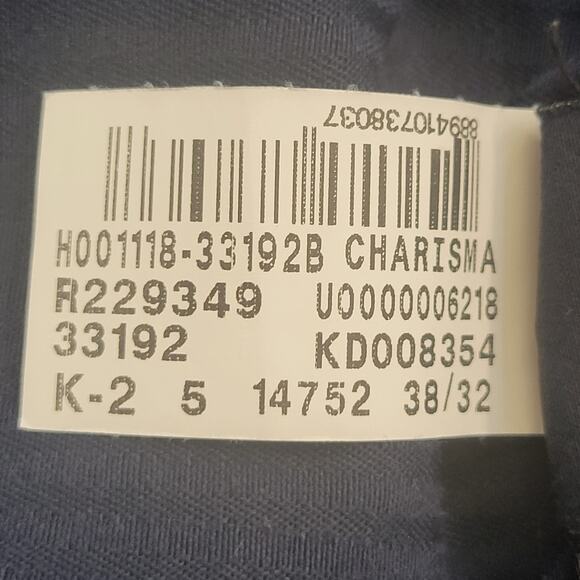 889410738037
H001118-33192B CHARISMA
R229349 U0000006218
33192 KD008354
K-2 5 14752 38/32